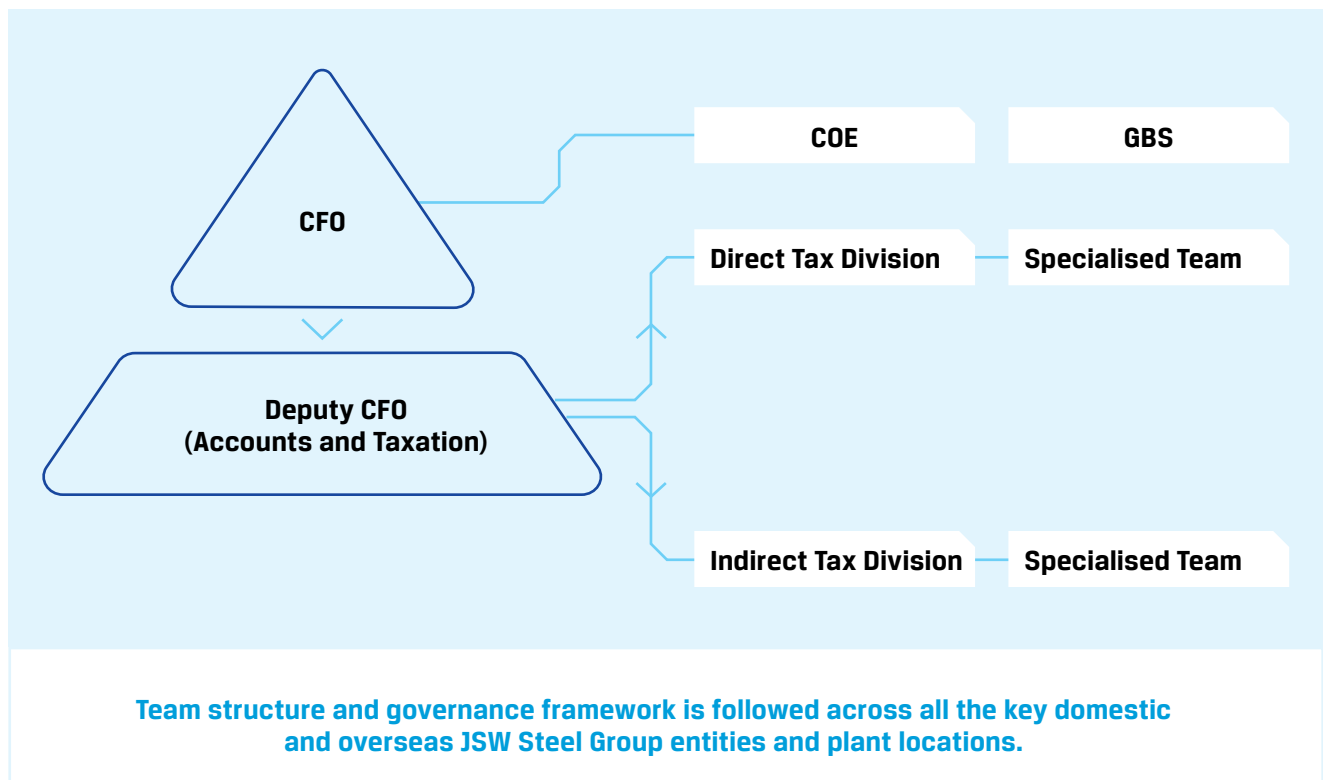 CFO
COE
GBS
Direct Tax Division
Specialised Team
Deputy CFO
(Accounts and Taxation)
Indirect Tax Division
Specialised Team
Team structure and governance framework is followed across all the key domestic
and overseas JSW Steel Group entities and plant locations.